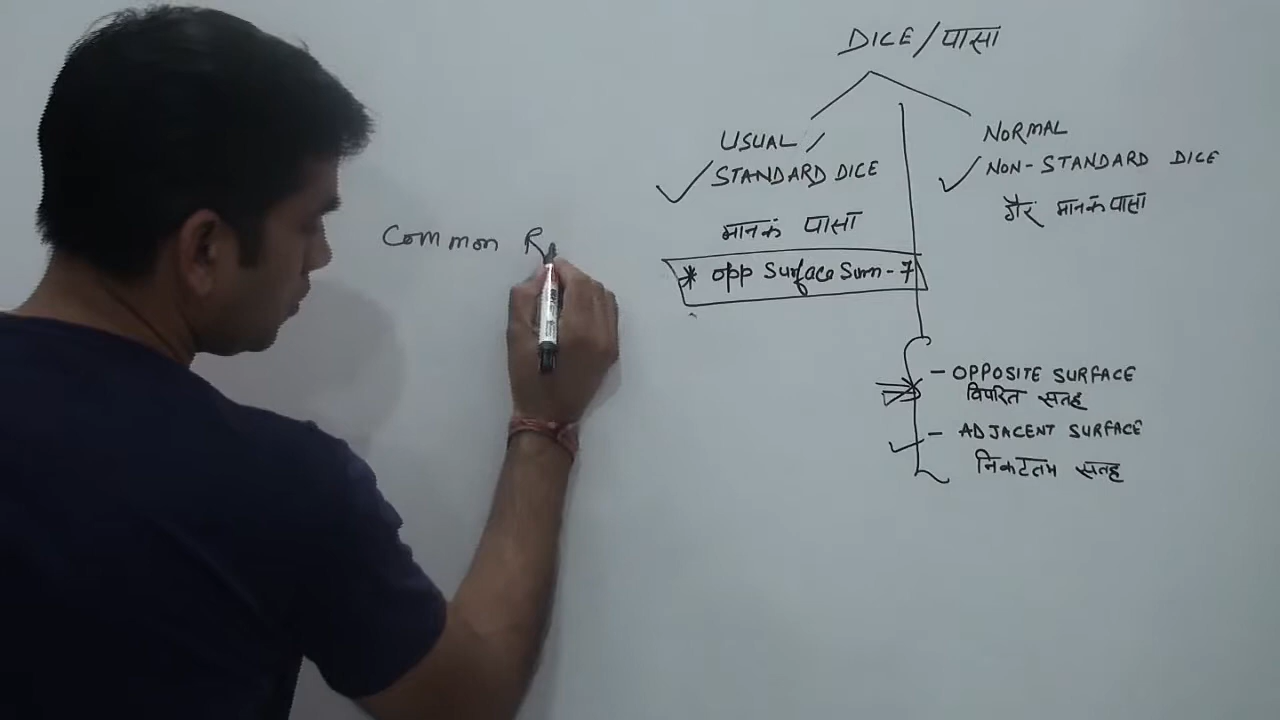 DICE/पासा
USUAL /
STANDARD DICE
मानक पासा
* opp Surface Sum - 7
NORMAL
NON-STANDARD DICE
गैर मानक पासा
- OPPOSITE SURFACE
विपरित सतह
- ADJACENT SURFACE
निकटतम सतह
Common R